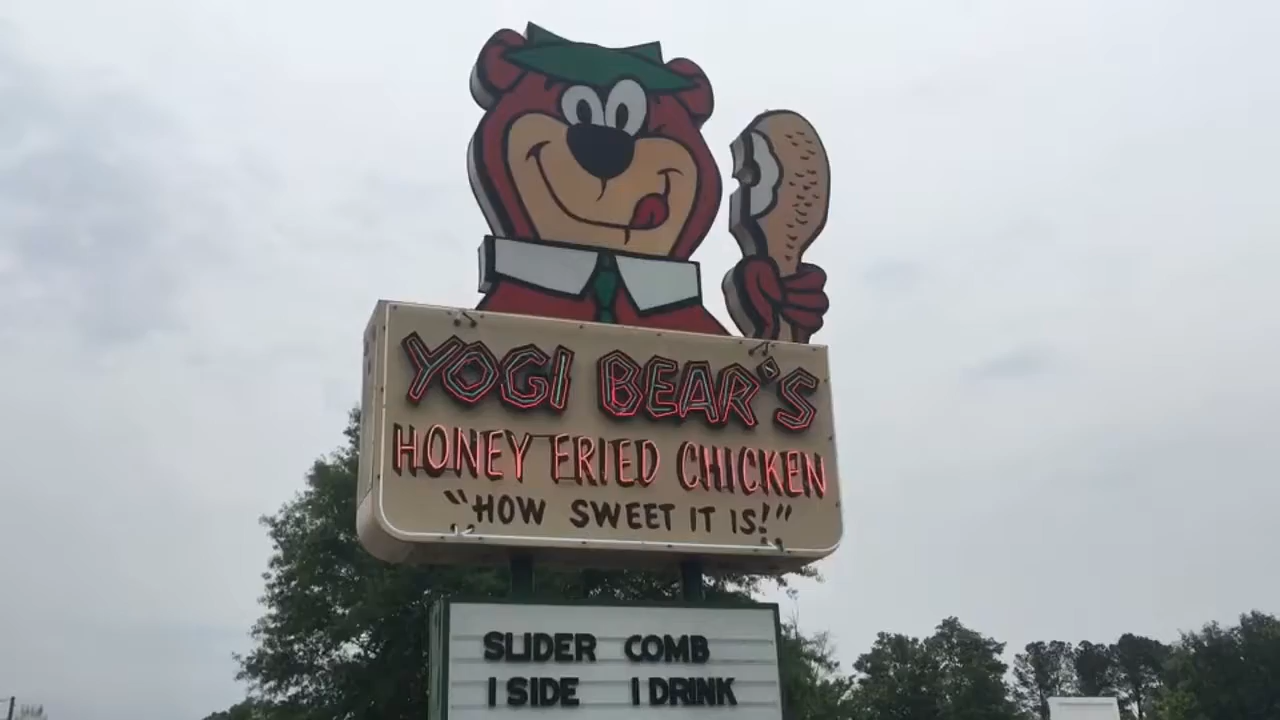 YOGI BEAR'S
HONEY FRIED CHICKEN
"HOW SWEET IT IS!"
SLIDER COMB
1 SIDE 1 DRINK